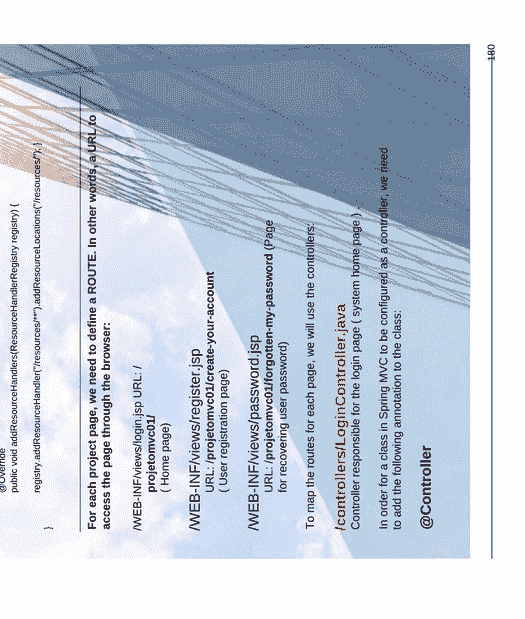 @Override
public void addResourceHandlers(ResourceHandlerRegistry registry) {
registry.addResourceHandler("/resources/**").addResourceLocations("/resources/"); }
}
For each project page, we need to define a ROUTE. In other words, a URL to
access the page through the browser:
/WEB-INF/views/login.jsp URL: /
projetomvc01/
( Home page)
/WEB-INF/views/register.jsp
URL: /projetomvc01/create-your-account
( User registration page)
/WEB-INF/views/password.jsp
URL: /projetomvc01/forgotten-my-password (Page
for recovering user password)
To map the routes for each page, we will use the controllers:
/controllers/LoginController.java
Controller responsible for the login page ( system home page ) .
In order for a class in Spring MVC to be configured as a controller, we need
to add the following annotation to the class:
@Controller
180